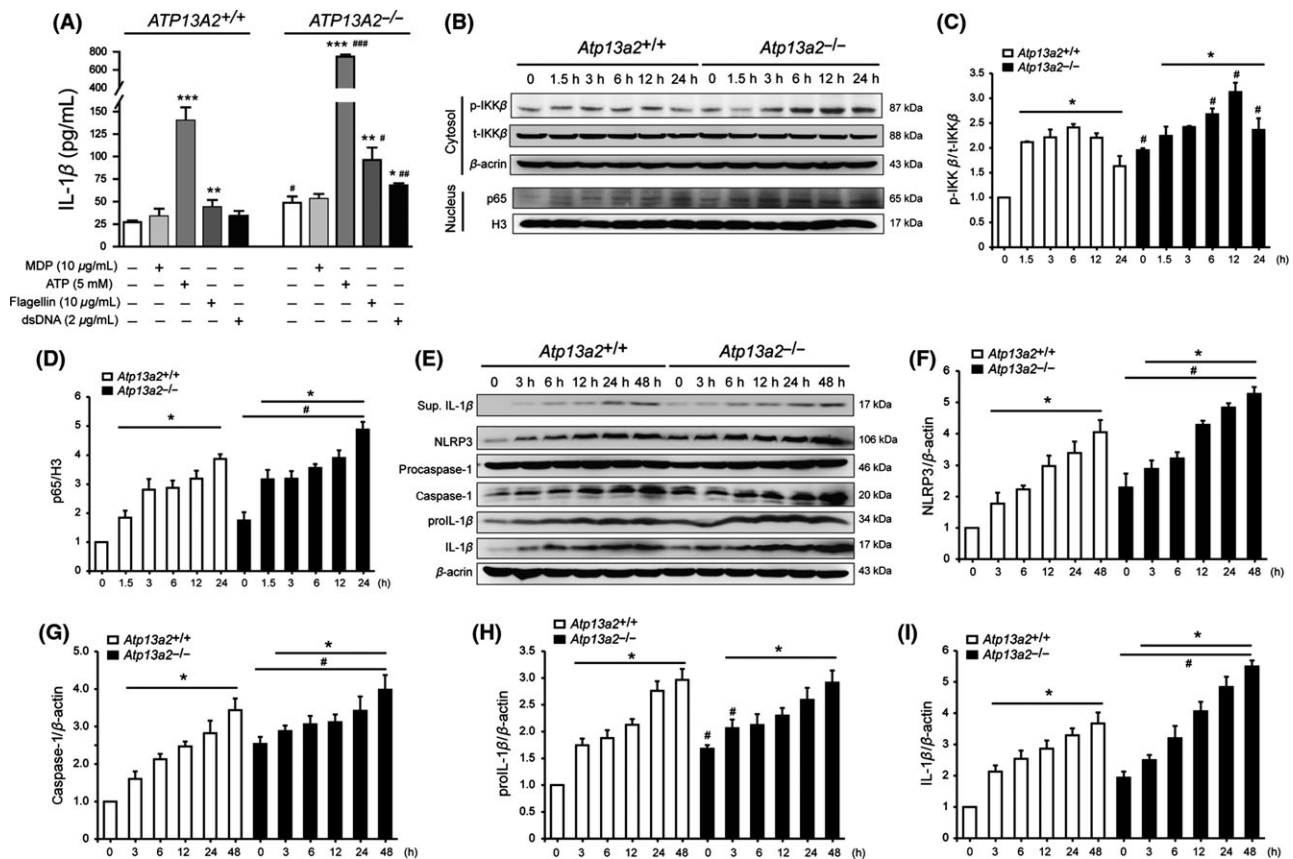 (A)
ATP13A2+/+ ATP13A2−/−
IL-1β (pg/mL)
800
600
400
200
150
125
100
75
50
25
0
***
**
#
*** ###
** #
* ##
MDP (10 µg/mL) − + − − − − + − − −
ATP (5 mM) − − + − − − − + − −
Flagellin (10 µg/mL) − − − + − − − − + −
dsDNA (2 µg/mL) − − − − + − − − − +
(B)
Atp13a2+/+ Atp13a2−/−
0 1.5 h 3 h 6 h 12 h 24 h 0 1.5 h 3 h 6 h 12 h 24 h
Cytosol
p-IKKβ 87 kDa
t-IKKβ 88 kDa
β-acrin 43 kDa
Nucleus
p65 65 kDa
H3 17 kDa
(C)
Atp13a2+/+
Atp13a2−/−
p-IKK β/t-IKKβ
4.0
3.5
3.0
2.5
2.0
1.5
1.0
0.5
0
*
*
# # # #
0 1.5 3 6 12 24 0 1.5 3 6 12 24 (h)
(D)
Atp13a2+/+
Atp13a2−/−
p65/H3
6
5
4
3
2
1
0
*
*
#
0 1.5 3 6 12 24 0 1.5 3 6 12 24 (h)
(E)
Atp13a2+/+ Atp13a2−/−
0 3 h 6 h 12 h 24 h 48 h 0 3 h 6 h 12 h 24 h 48 h
Sup. IL-1β 17 kDa
NLRP3 106 kDa
Procaspase-1 46 kDa
Caspase-1 20 kDa
proIL-1β 34 kDa
IL-1β 17 kDa
β-acrin 43 kDa
(F)
Atp13a2+/+
Atp13a2−/−
NLRP3/β-actin
6
5
4
3
2
1
0
*
*
#
0 3 6 12 24 48 0 3 6 12 24 48 (h)
(G)
Atp13a2+/+
Atp13a2−/−
Caspase-1/β-actin
5.0
4.0
3.0
2.0
1.0
0
*
*
#
0 3 6 12 24 48 0 3 6 12 24 48 (h)
(H)
Atp13a2+/+
Atp13a2−/−
proIL-1β/β-actin
3.5
3.0
2.5
2.0
1.5
1.0
0.5
0
*
*
# #
0 3 6 12 24 48 0 3 6 12 24 48 (h)
(I)
Atp13a2+/+
Atp13a2−/−
IL-1β/β-actin
6
5
4
3
2
1
0
*
*
#
0 3 6 12 24 48 0 3 6 12 24 48 (h)